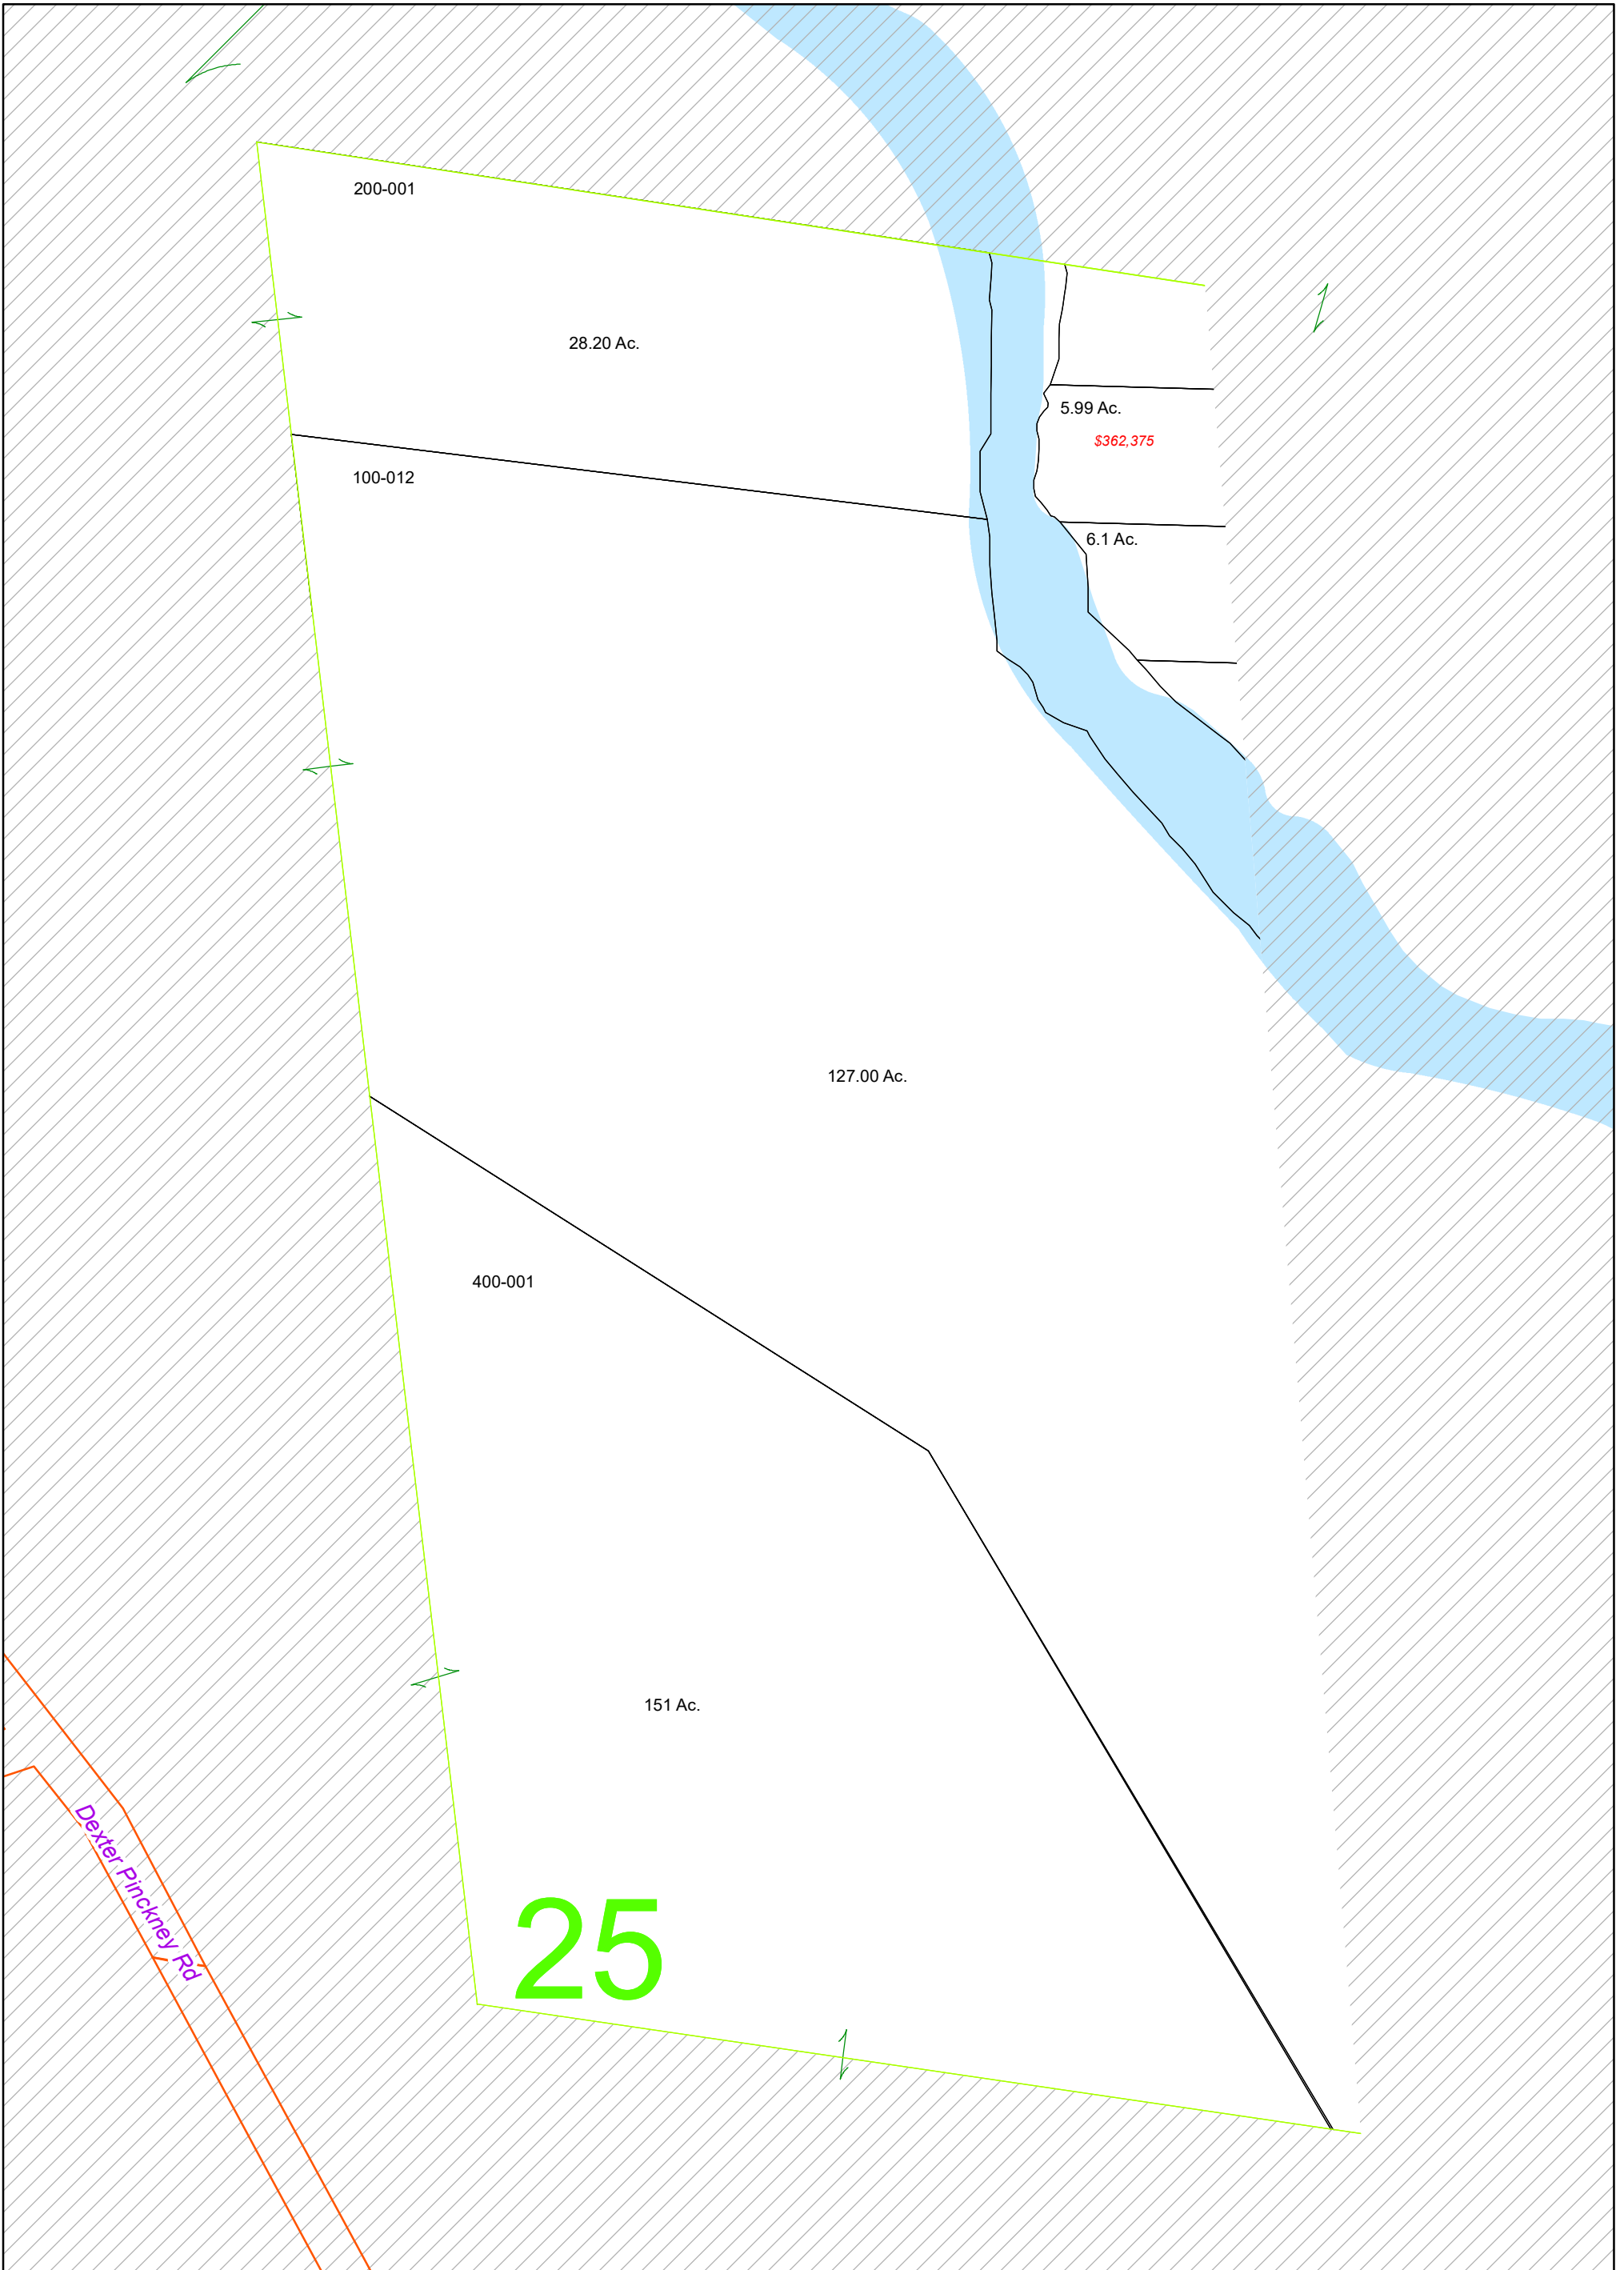 200-001
28.20 Ac.
5.99 Ac.
$362,375
100-012
6.1 Ac.
127.00 Ac.
400-001
151 Ac.
Dexter Pinckney Rd
25